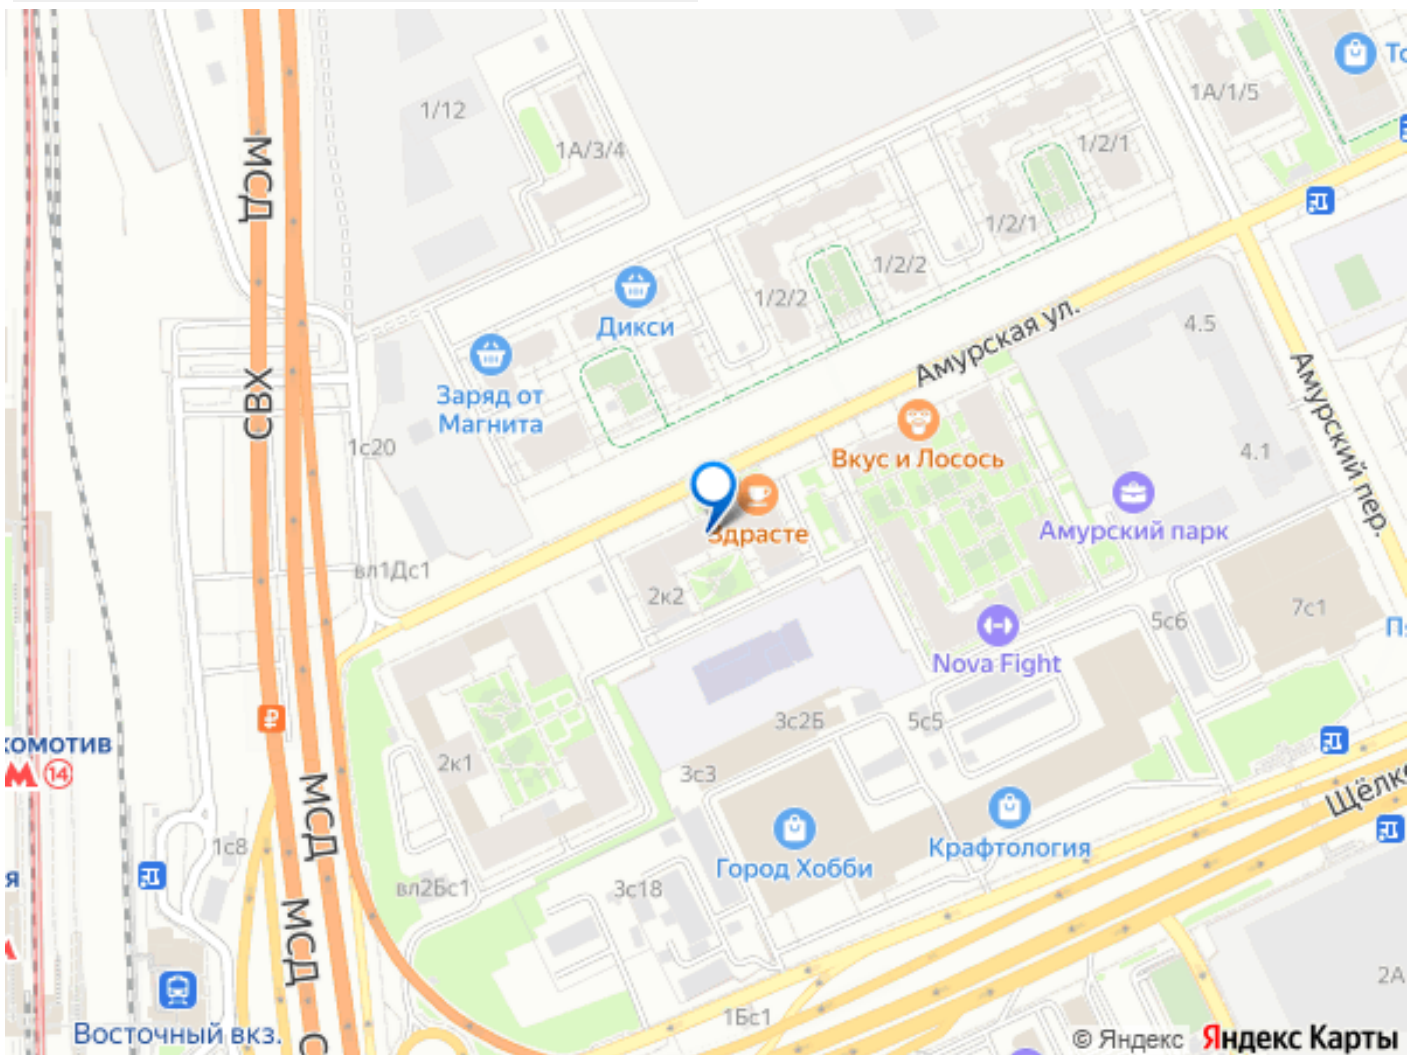 МСД
1/12
1А/3/4
1А/1/5
1/2/1
1/2/1
1/2/2
1/2/2
Дикси
Заряд от
Магнита
СВХ
1с20
Амурская ул.
4.5
Амурский пер.
4.1
Вкус и Лосось
Амурский парк
Здрасте
вл1Дс1
2к2
Nova Fight
5с6
7с1
3с2Б
5с5
₽
комотив
14
2к1
3с3
МСД
Щёлк
1с8
Город Хобби
Крафтология
вл2Бс1
3с18
МСД
2А
1Бс1
Восточный вкз.
© Яндекс Яндекс Карты